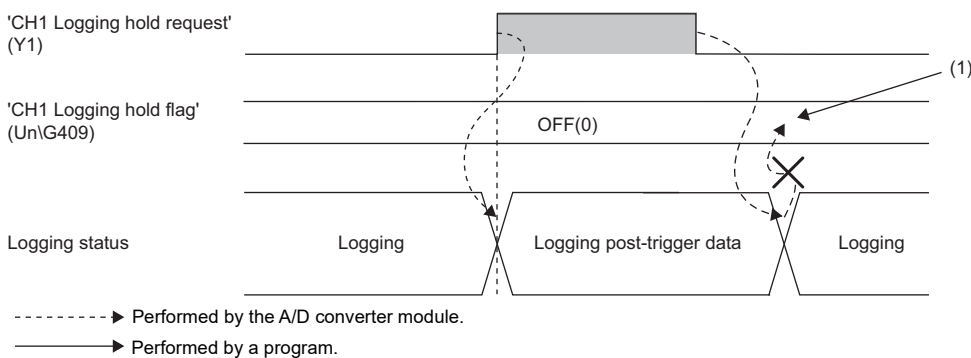 'CH1 Logging hold request'
(Y1)
(1)
'CH1 Logging hold flag'
(Un\G409)
OFF(0)
Logging status
Logging
Logging post-trigger data
Logging
Performed by the A/D converter module.
Performed by a program.